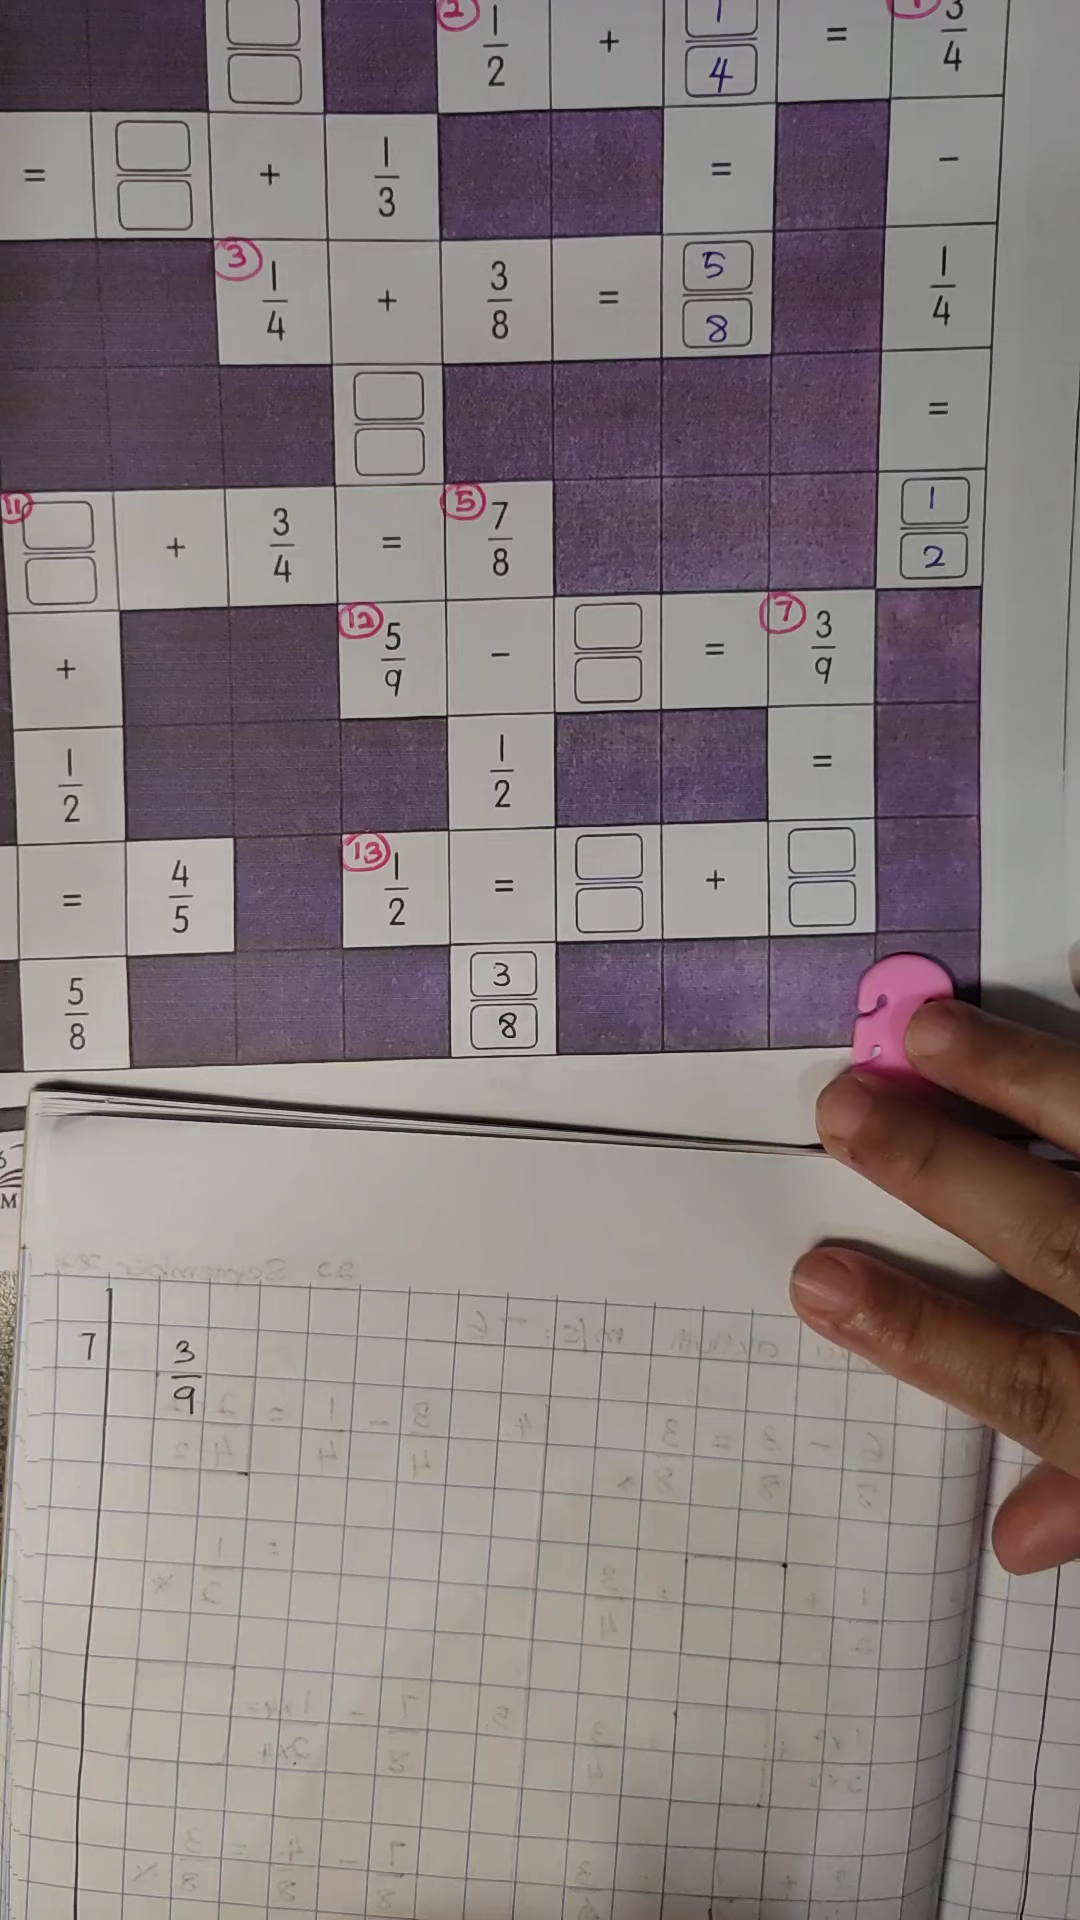 2 1/2 + 1/4 = 3/4
= + 1/3 = -
3 1/4 + 3/8 = 5/8 1/4
=
11 + 3/4 = 5 7/8 1/2
+ 12 5/9 - = 7 3/9
1/2 1/2 =
= 4/5 13 1/2 = +
5/8 3/8
M
7 3/9